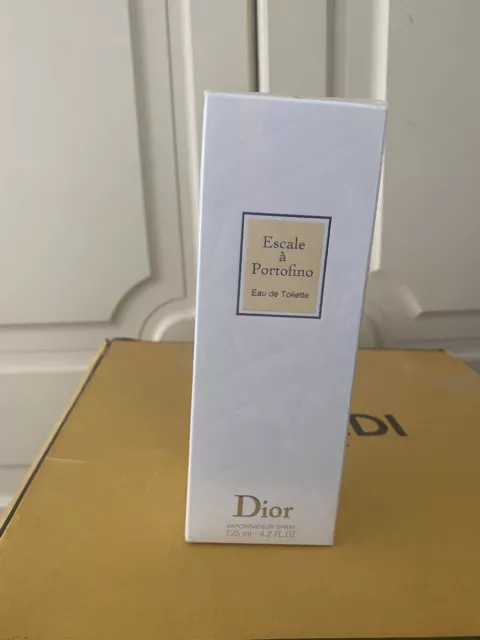 Escale
à
Portofino
Eau de Toilette
DI
Dior
VAPORISATEUR SPRAY
125 ml - 4.2 FL.OZ.